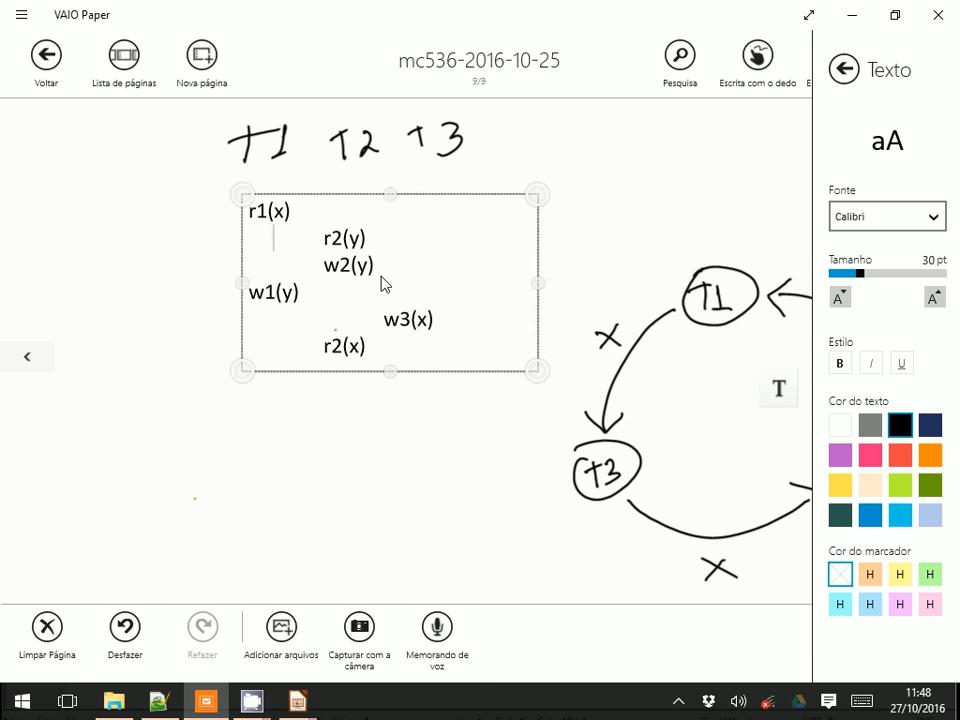 VAIO Paper
Voltar
Lista de páginas
Nova página
mc536-2016-10-25
9/9
Pesquisa
Escrita com o dedo
E
Texto
T1 T2 T3
aA
r1(x)
r2(y)
w2(y)
w1(y)
w3(x)
r2(x)
T1
X
T3
X
T
Fonte
Calibri
Tamanho 30 pt
A A
Estilo
B I U
Cor do texto
Cor do marcador
H H H
H H H H
Limpar Página
Desfazer
Refazer
Adicionar arquivos
Capturar com a câmera
Memorando de voz
11:48
27/10/2016